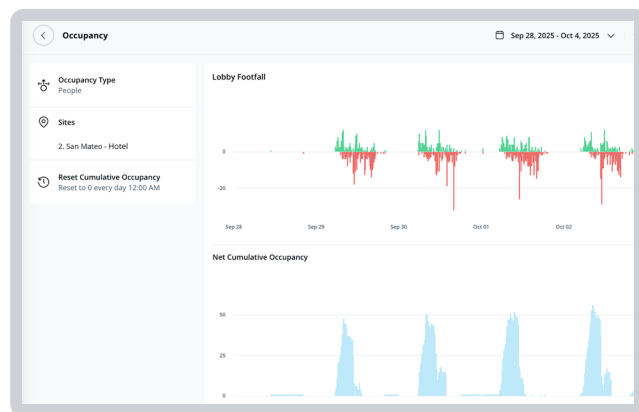 Occupancy
Sep 28, 2025 - Oct 4, 2025
Occupancy Type
People
Sites
2. San Mateo - Hotel
Reset Cumulative Occupancy
Reset to 0 every day 12:00 AM
Lobby Footfall
0
-20
Sep 28
Sep 29
Sep 30
Oct 01
Oct 02
Net Cumulative Occupancy
50
25
0